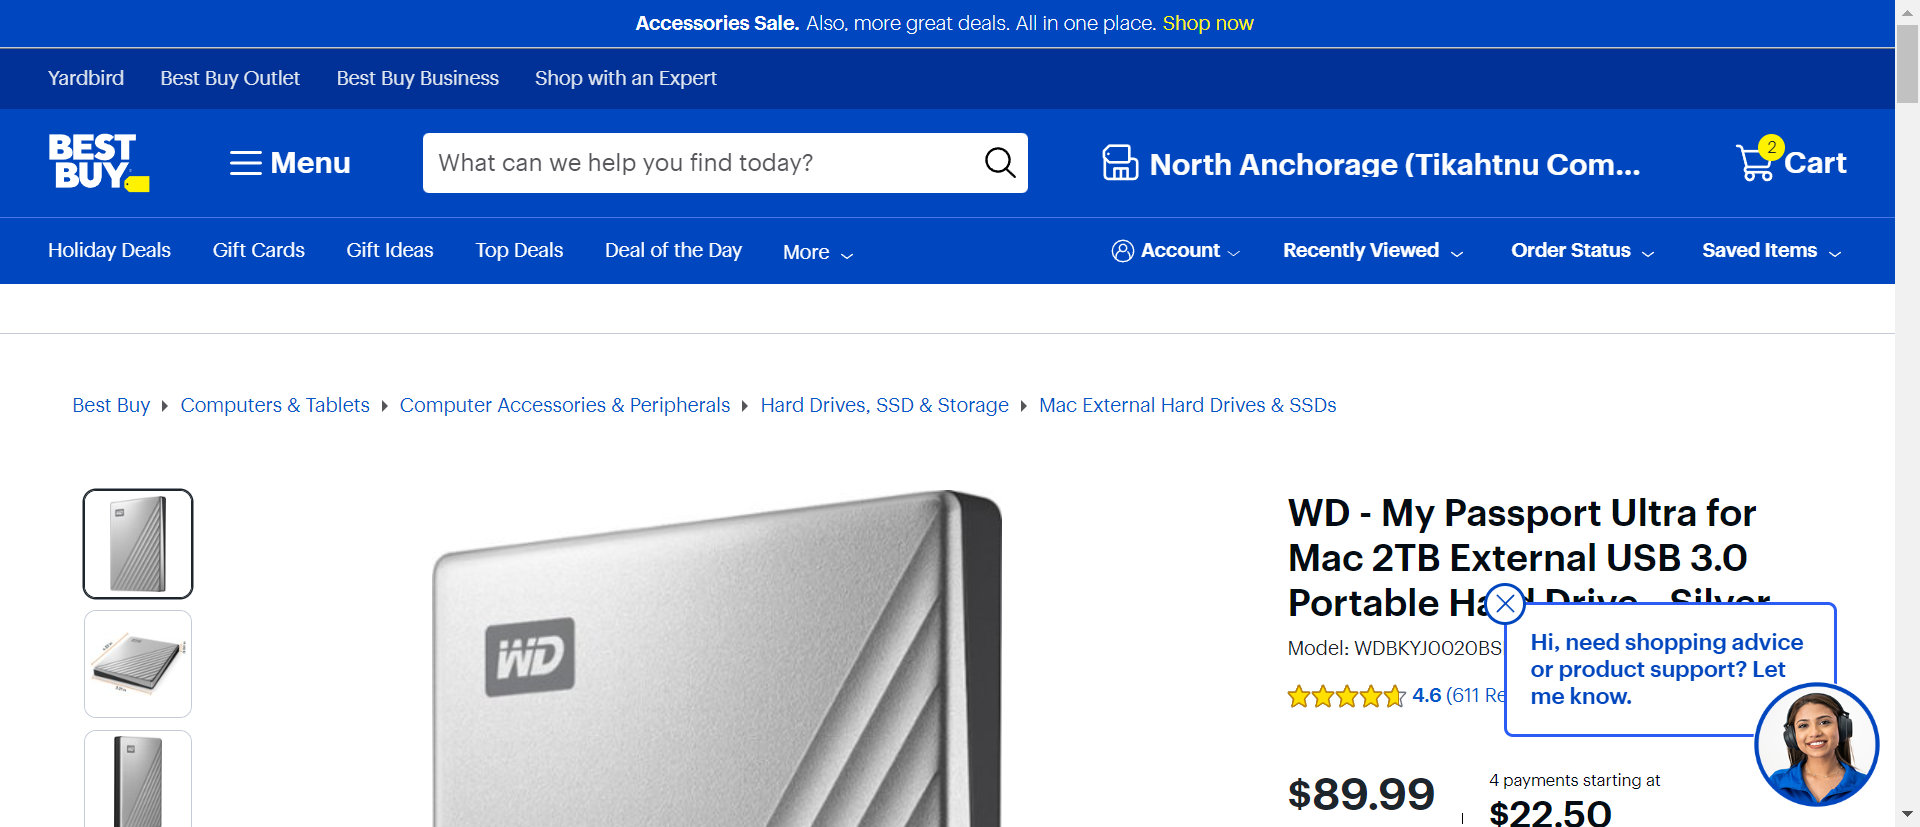 Accessories Sale. Also, more great deals. All in one place. Shop now
Yardbird Best Buy Outlet Best Buy Business Shop with an Expert
BEST BUY
Menu
What can we help you find today?
North Anchorage (Tikahtnu Com...
2
Cart
Holiday Deals Gift Cards Gift Ideas Top Deals Deal of the Day More
Account Recently Viewed Order Status Saved Items
Best Buy Computers & Tablets Computer Accessories & Peripherals Hard Drives, SSD & Storage Mac External Hard Drives & SSDs
WD
WD
WD
WD - My Passport Ultra for
Mac 2TB External USB 3.0
Portable Hard Drive - Silver
Model: WDBKYJ0020BS
4.6 (611 Re
Hi, need shopping advice
or product support? Let
me know.
$89.99
4 payments starting at
$22.50